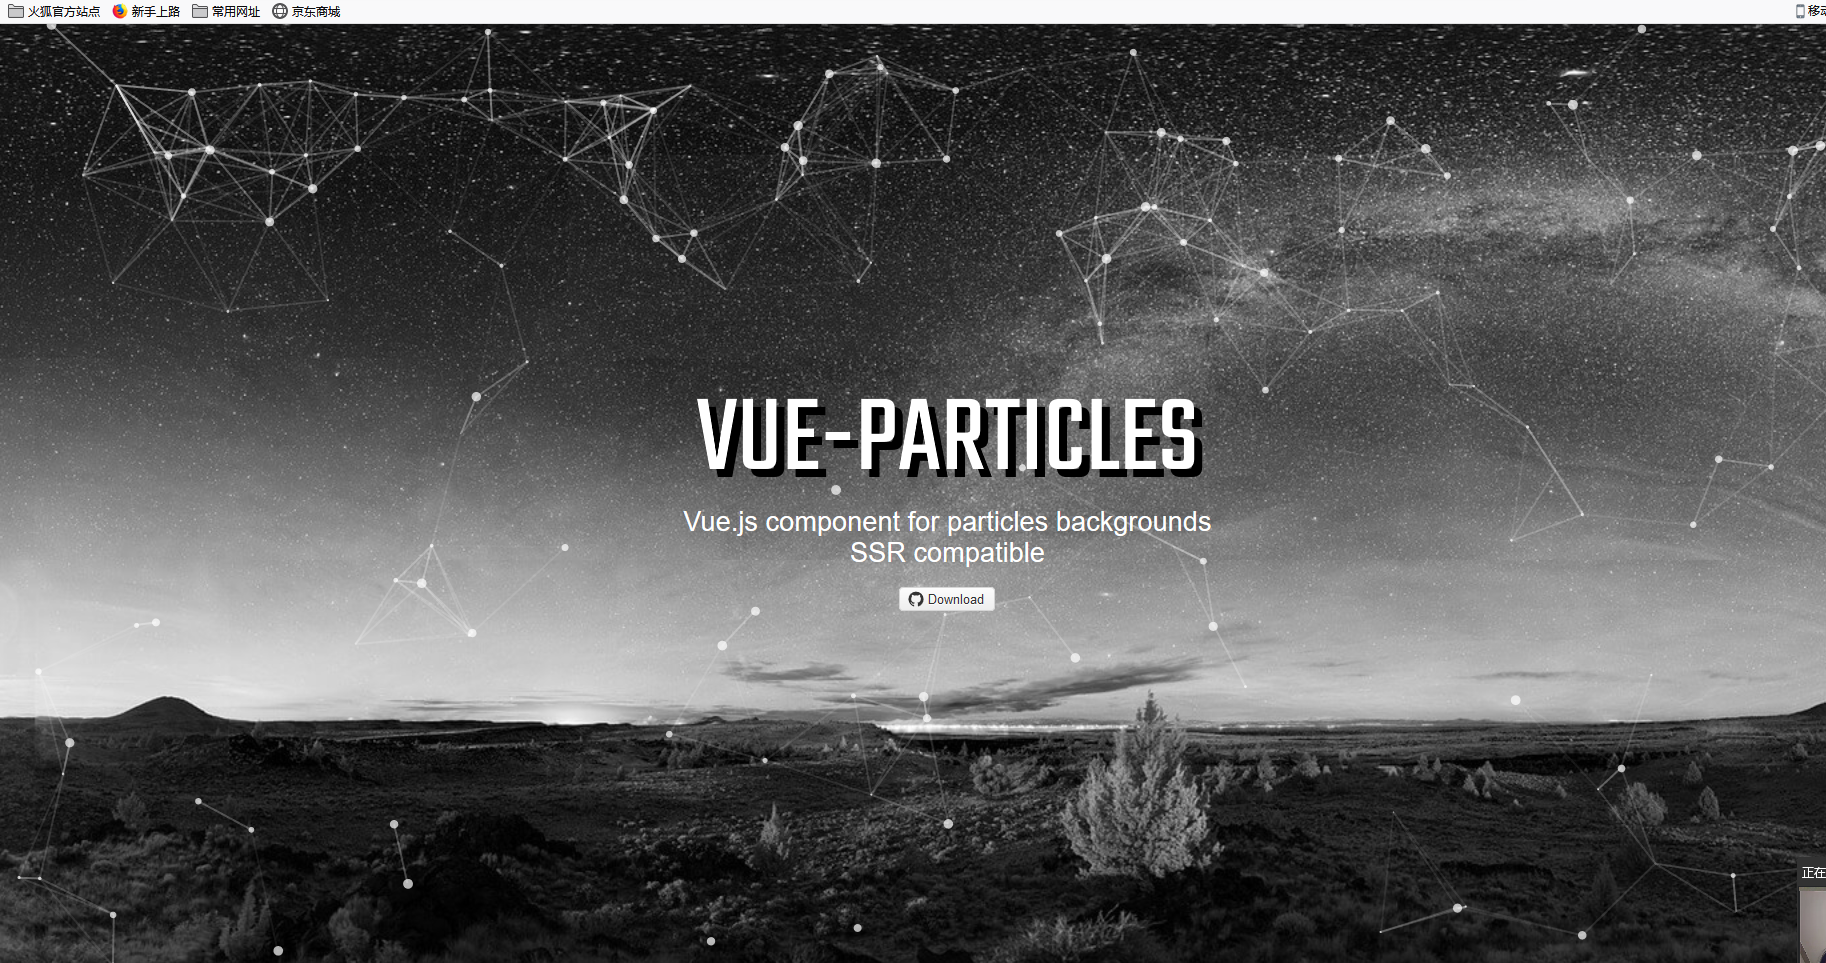 火狐官方站点 新手上路 常用网址 京东商城 移动
VUE-PARTICLES
Vue.js component for particles backgrounds
SSR compatible
Download
正在